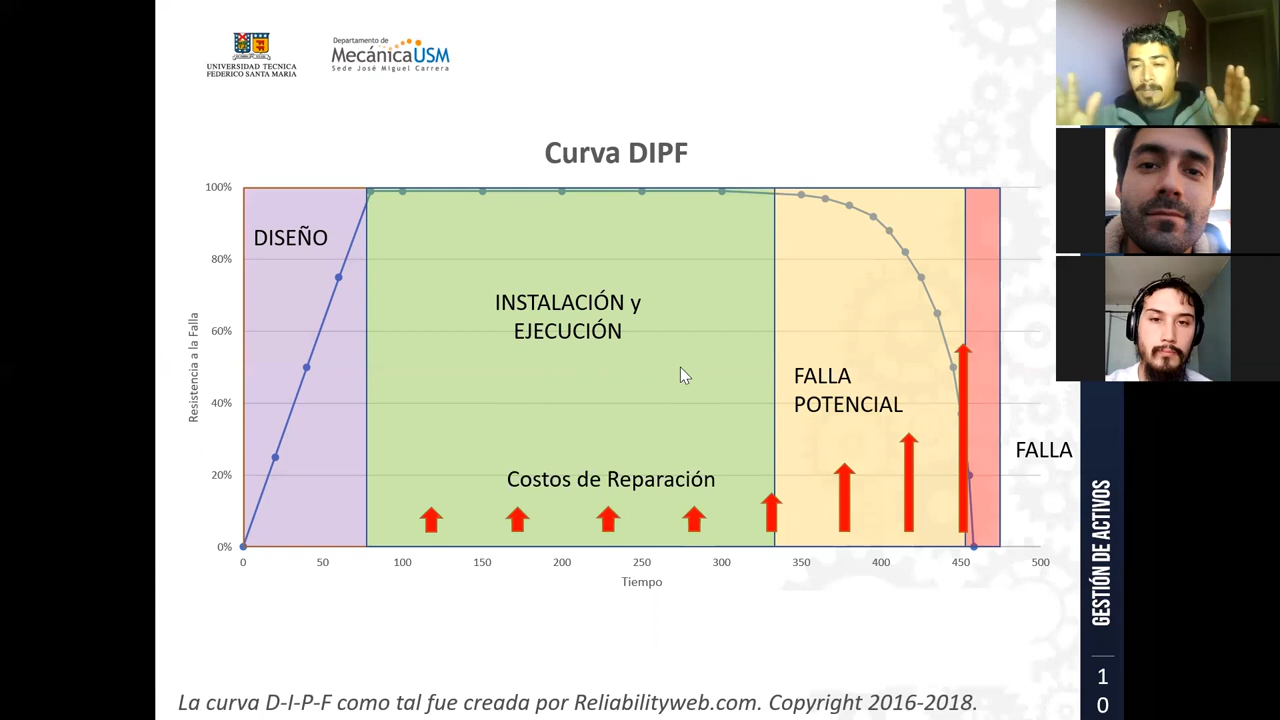 UNIVERSIDAD TECNICA
FEDERICO SANTA MARIA
Departamento de
MecánicaUSM
Sede José Miguel Carrera
Curva DIPF
100%
80%
60%
40%
20%
0%
Resistencia a la Falla
DISEÑO
INSTALACIÓN y
EJECUCIÓN
FALLA
POTENCIAL
FALLA
Costos de Reparación
0
50
100
150
200
250
300
350
400
450
500
Tiempo
GESTIÓN DE ACTIVOS
1
0
La curva D-I-P-F como tal fue creada por Reliabilityweb.com. Copyright 2016-2018.